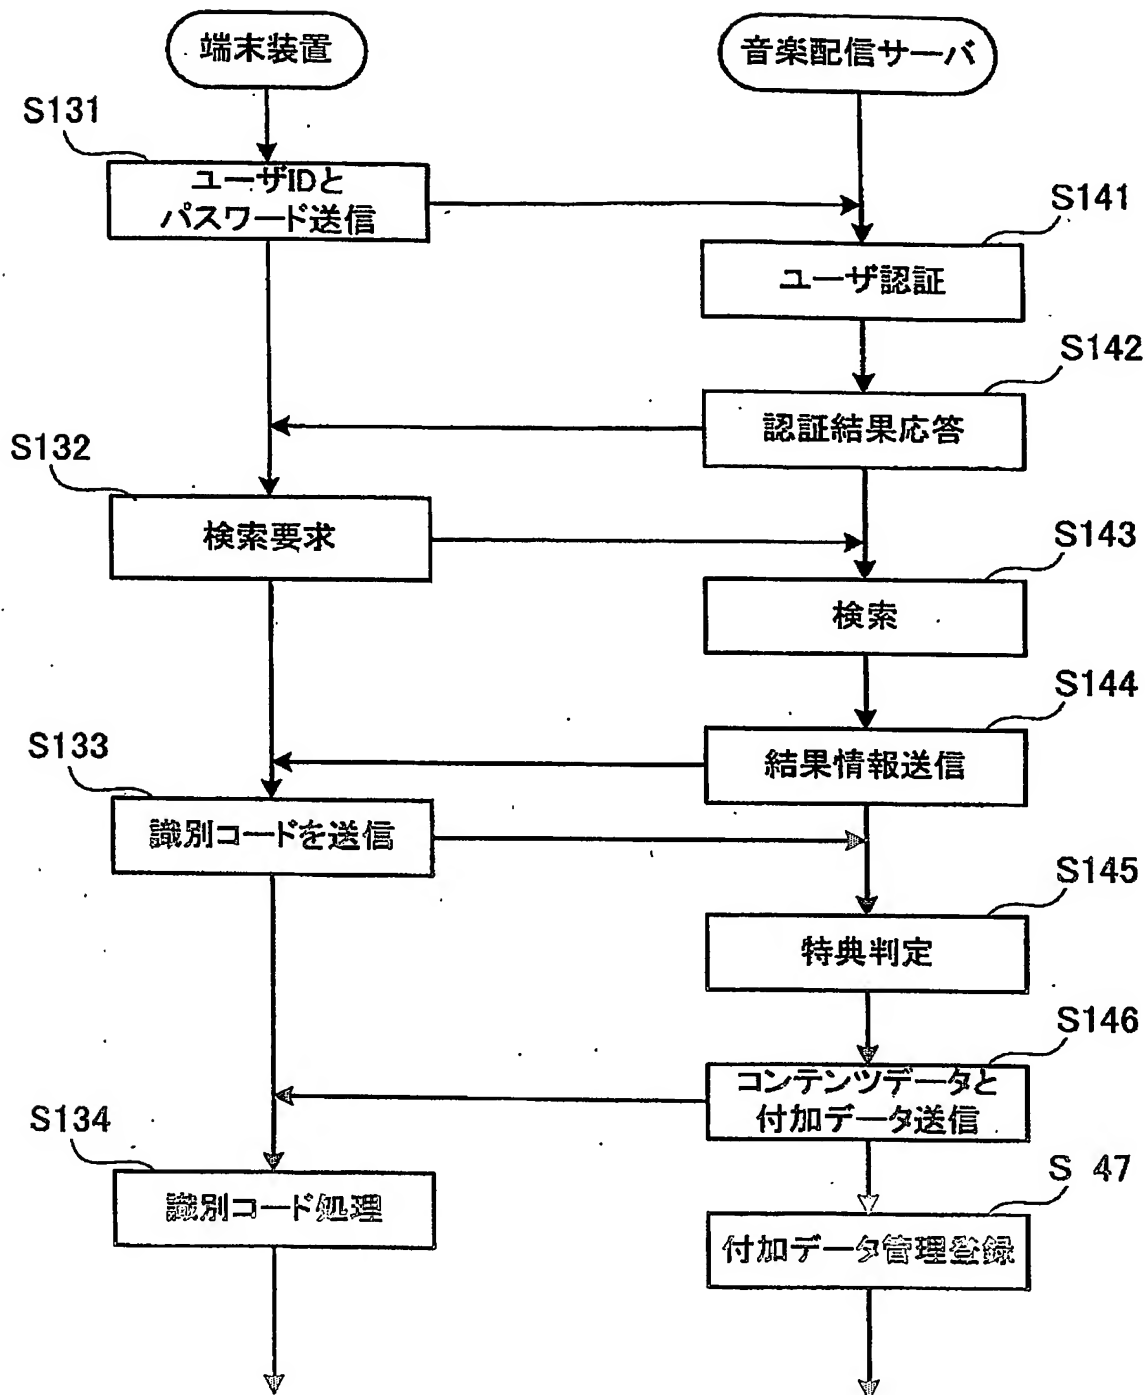 端末装置
音楽配信サーバ
S131
ユーザIDと
パスワード送信
S141
ユーザ認証
S142
認証結果応答
S132
検索要求
S143
検索
S144
結果情報送信
S133
識別コードを送信
S145
特典判定
S146
コンテンツデータと
付加データ送信
S134
識別コード処理
S 47
付加データ管理登録